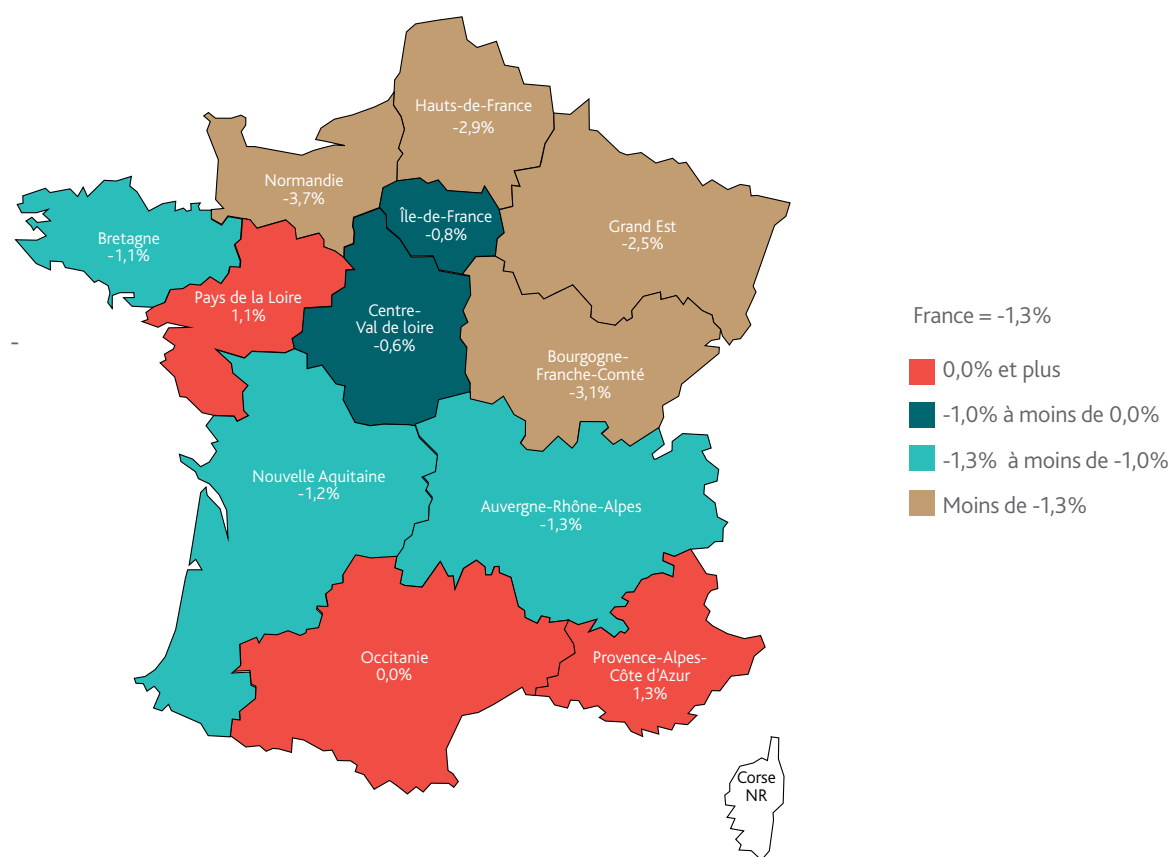 Hauts-de-France
-2,9%
Normandie
-3,7%
Île-de-France
-0,8%
Grand Est
-2,5%
Bretagne
-1,1%
Pays de la Loire
1,1%
Centre-
Val de loire
-0,6%
Bourgogne-
Franche-Comté
-3,1%
Nouvelle Aquitaine
-1,2%
Auvergne-Rhône-Alpes
-1,3%
Occitanie
0,0%
Provence-Alpes-
Côte d'Azur
1,3%
Corse
NR
-
France = -1,3%
0,0% et plus
-1,0% à moins de 0,0%
-1,3% à moins de -1,0%
Moins de -1,3%